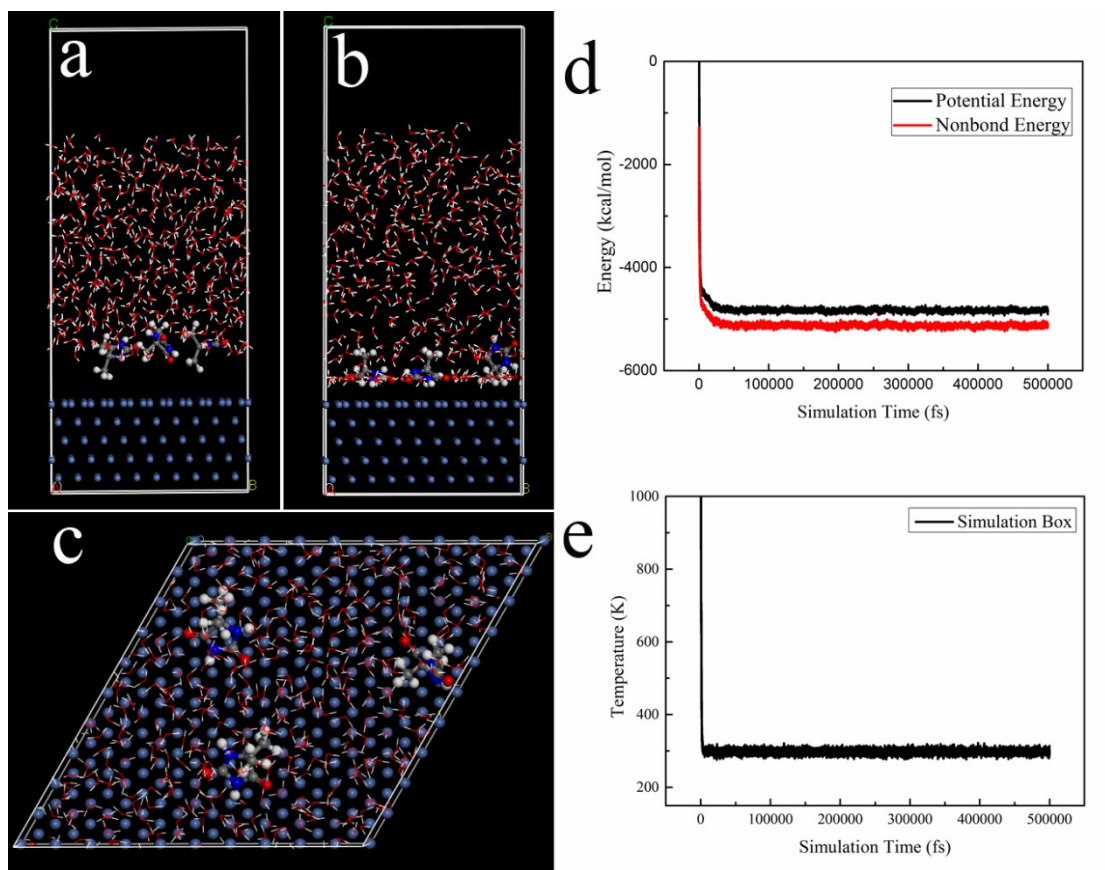 C
a
B
b
B
c
d
0
-2000
-4000
-6000
Energy (kcal/mol)
Potential Energy
Nonbond Energy
0 100000 200000 300000 400000 500000
Simulation Time (fs)
e
1000
800
600
400
200
Temperature (K)
Simulation Box
0 100000 200000 300000 400000 500000
Simulation Time (fs)